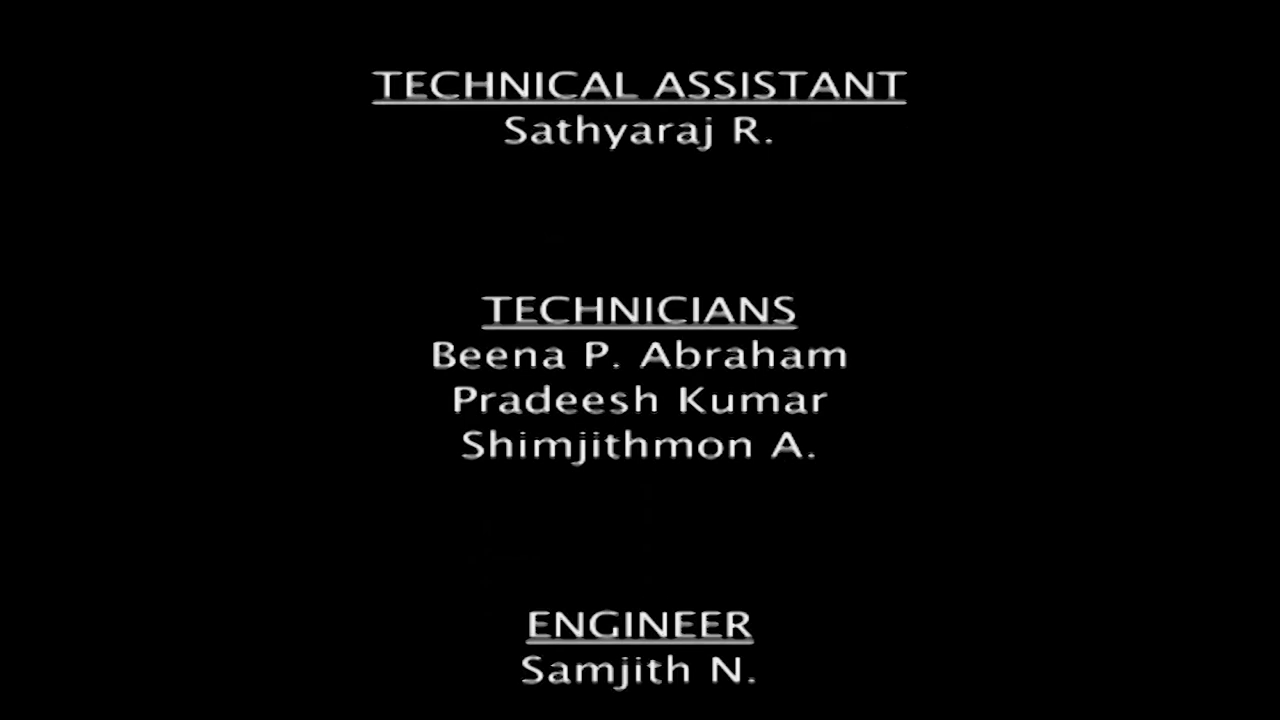 TECHNICAL ASSISTANT
Sathyaraj R.
TECHNICIANS
Beena P. Abraham
Pradeesh Kumar
Shimjithmon A.
ENGINEER
Samjith N.